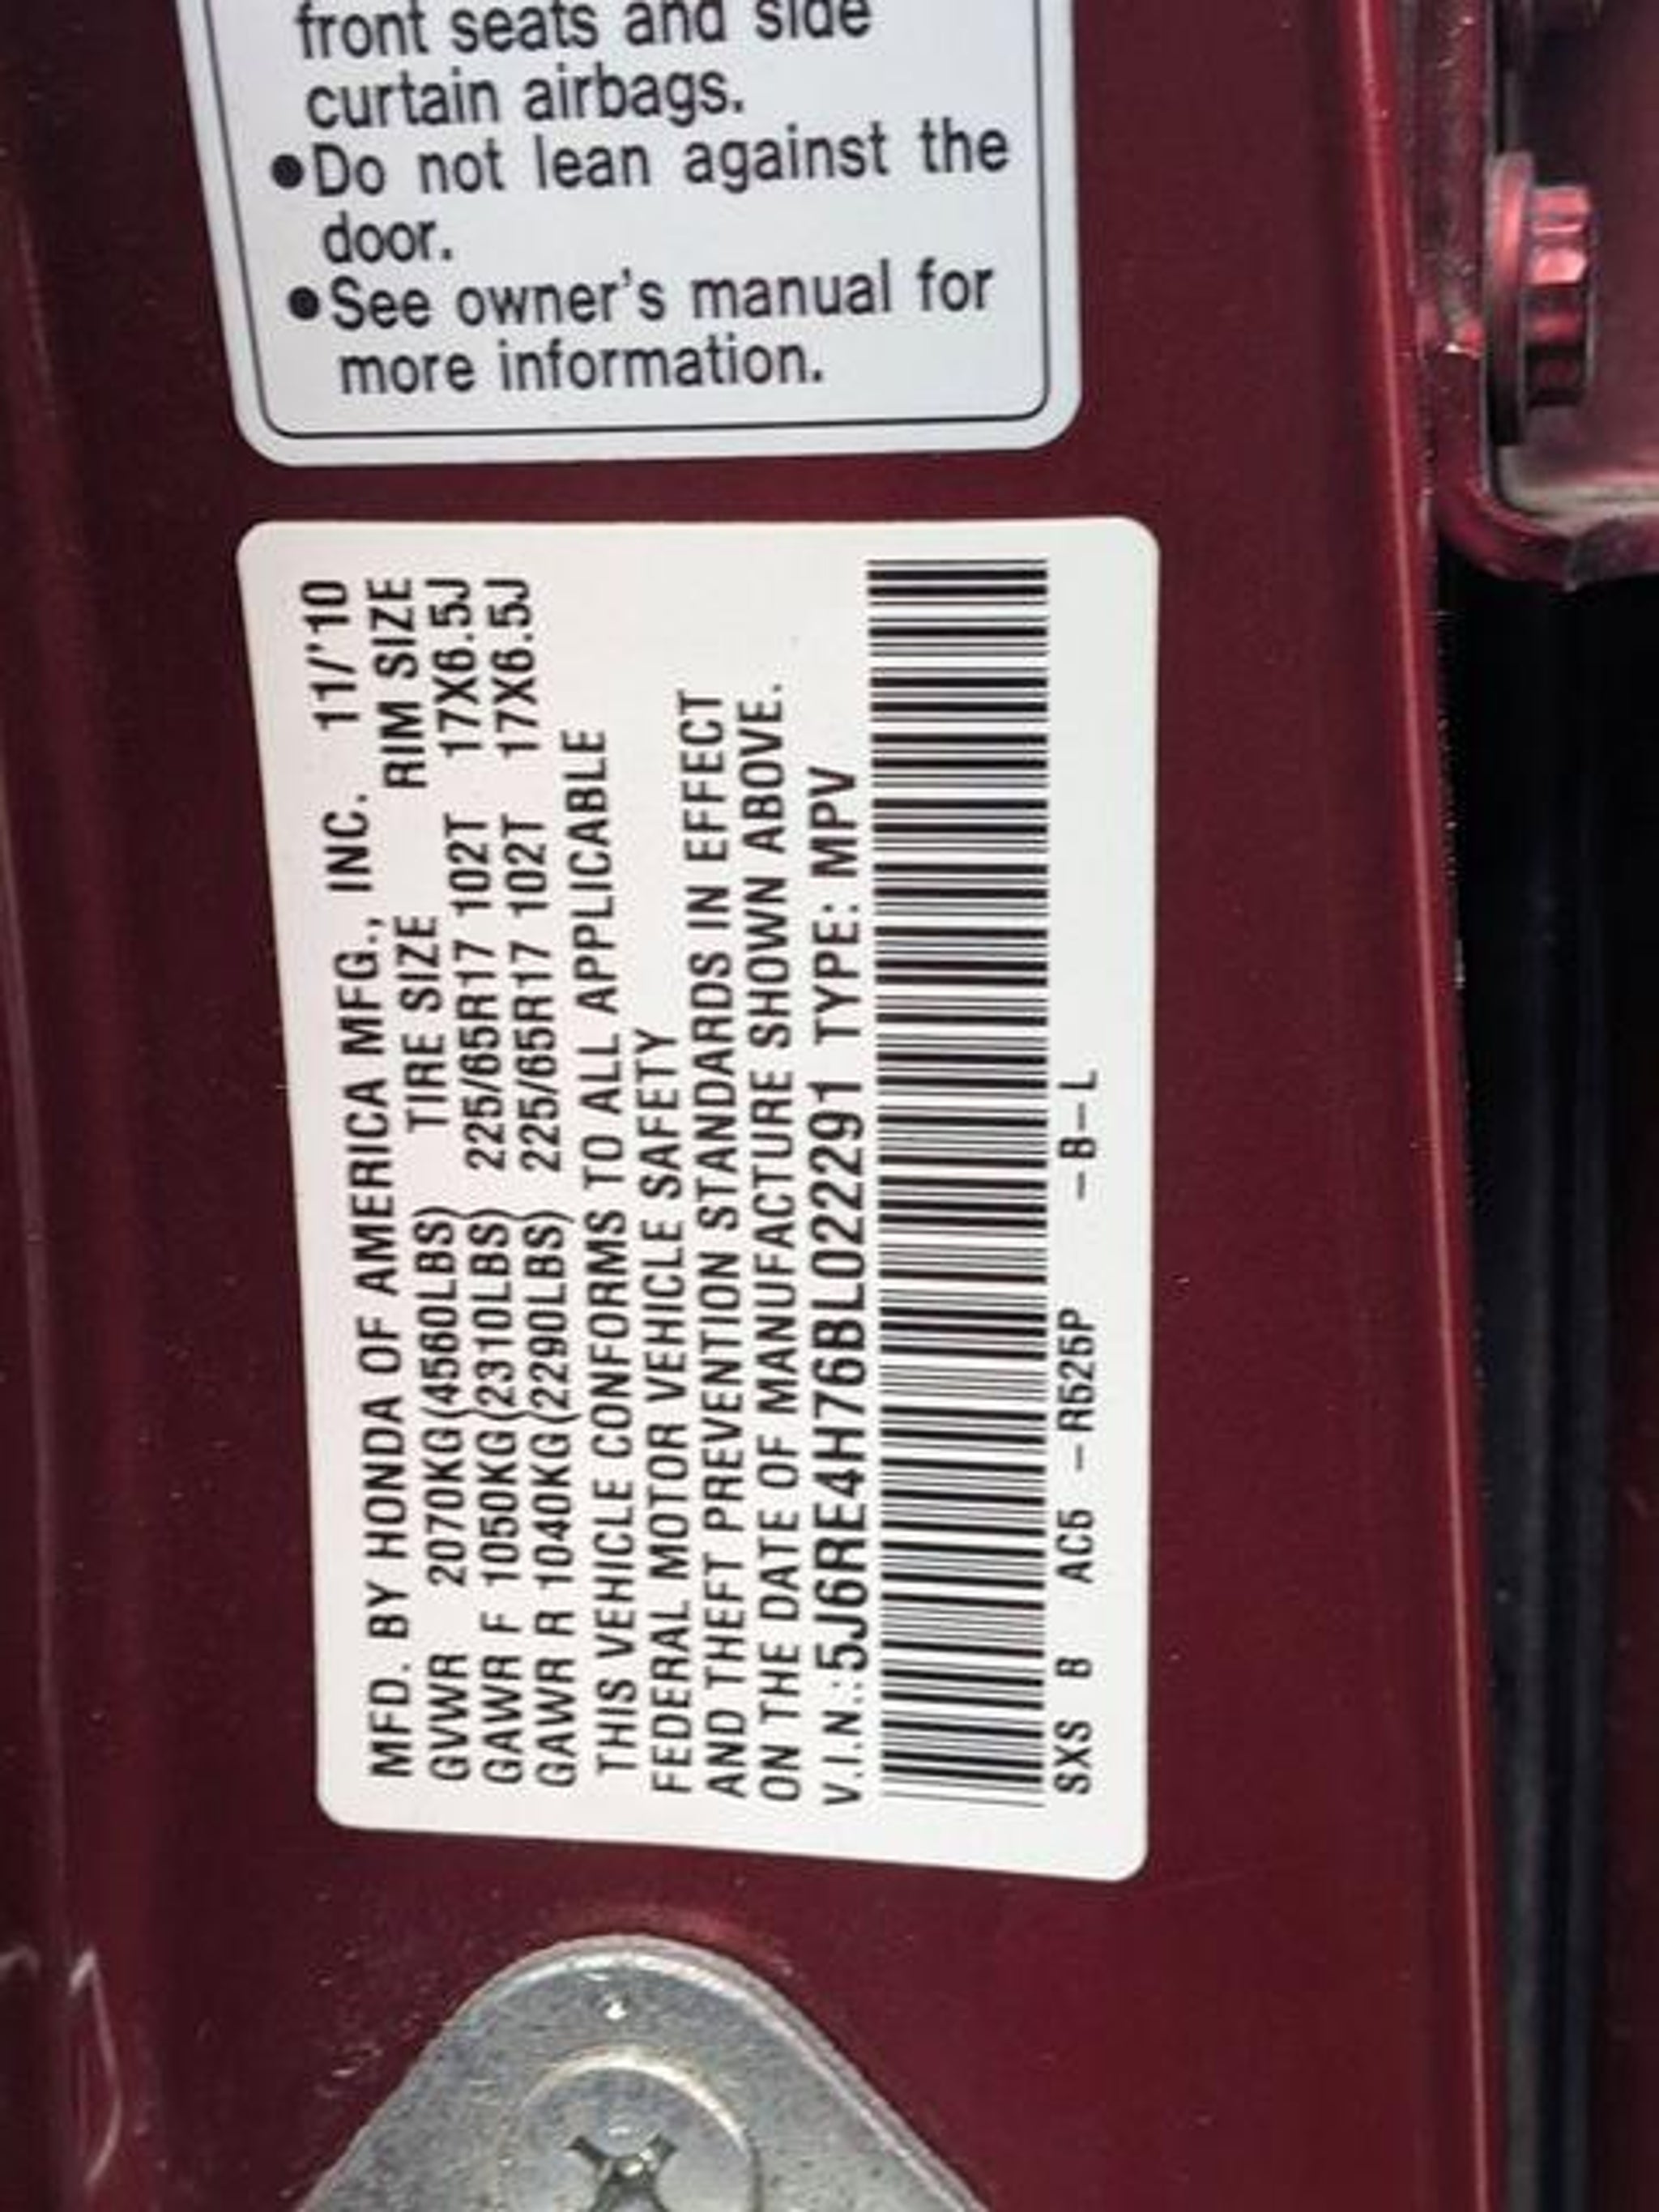 front seats and side
curtain airbags.
●Do not lean against the
door.
●See owner's manual for
more information.
MFD. BY HONDA OF AMERICA MFG., INC. 11/'10
TIRE SIZE RIM SIZE
GVWR 2070KG(4560LBS)
GAWR F 1050KG(2310LBS) 225/65R17 102T 17X6.5J
GAWR R 1040KG(2290LBS) 225/65R17 102T 17X6.5J
THIS VEHICLE CONFORMS TO ALL APPLICABLE
FEDERAL MOTOR VEHICLE SAFETY
AND THEFT PREVENTION STANDARDS IN EFFECT
ON THE DATE OF MANUFACTURE SHOWN ABOVE.
V.I.N.:5J6RE4H76BL022291 TYPE: MPV
SXS B AC5 -R525P -B-L